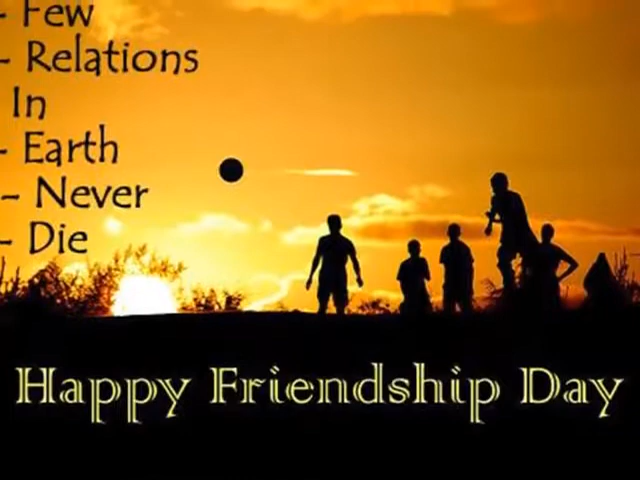 - Few
- Relations
In
- Earth
- Never
- Die
Happy Friendship Day